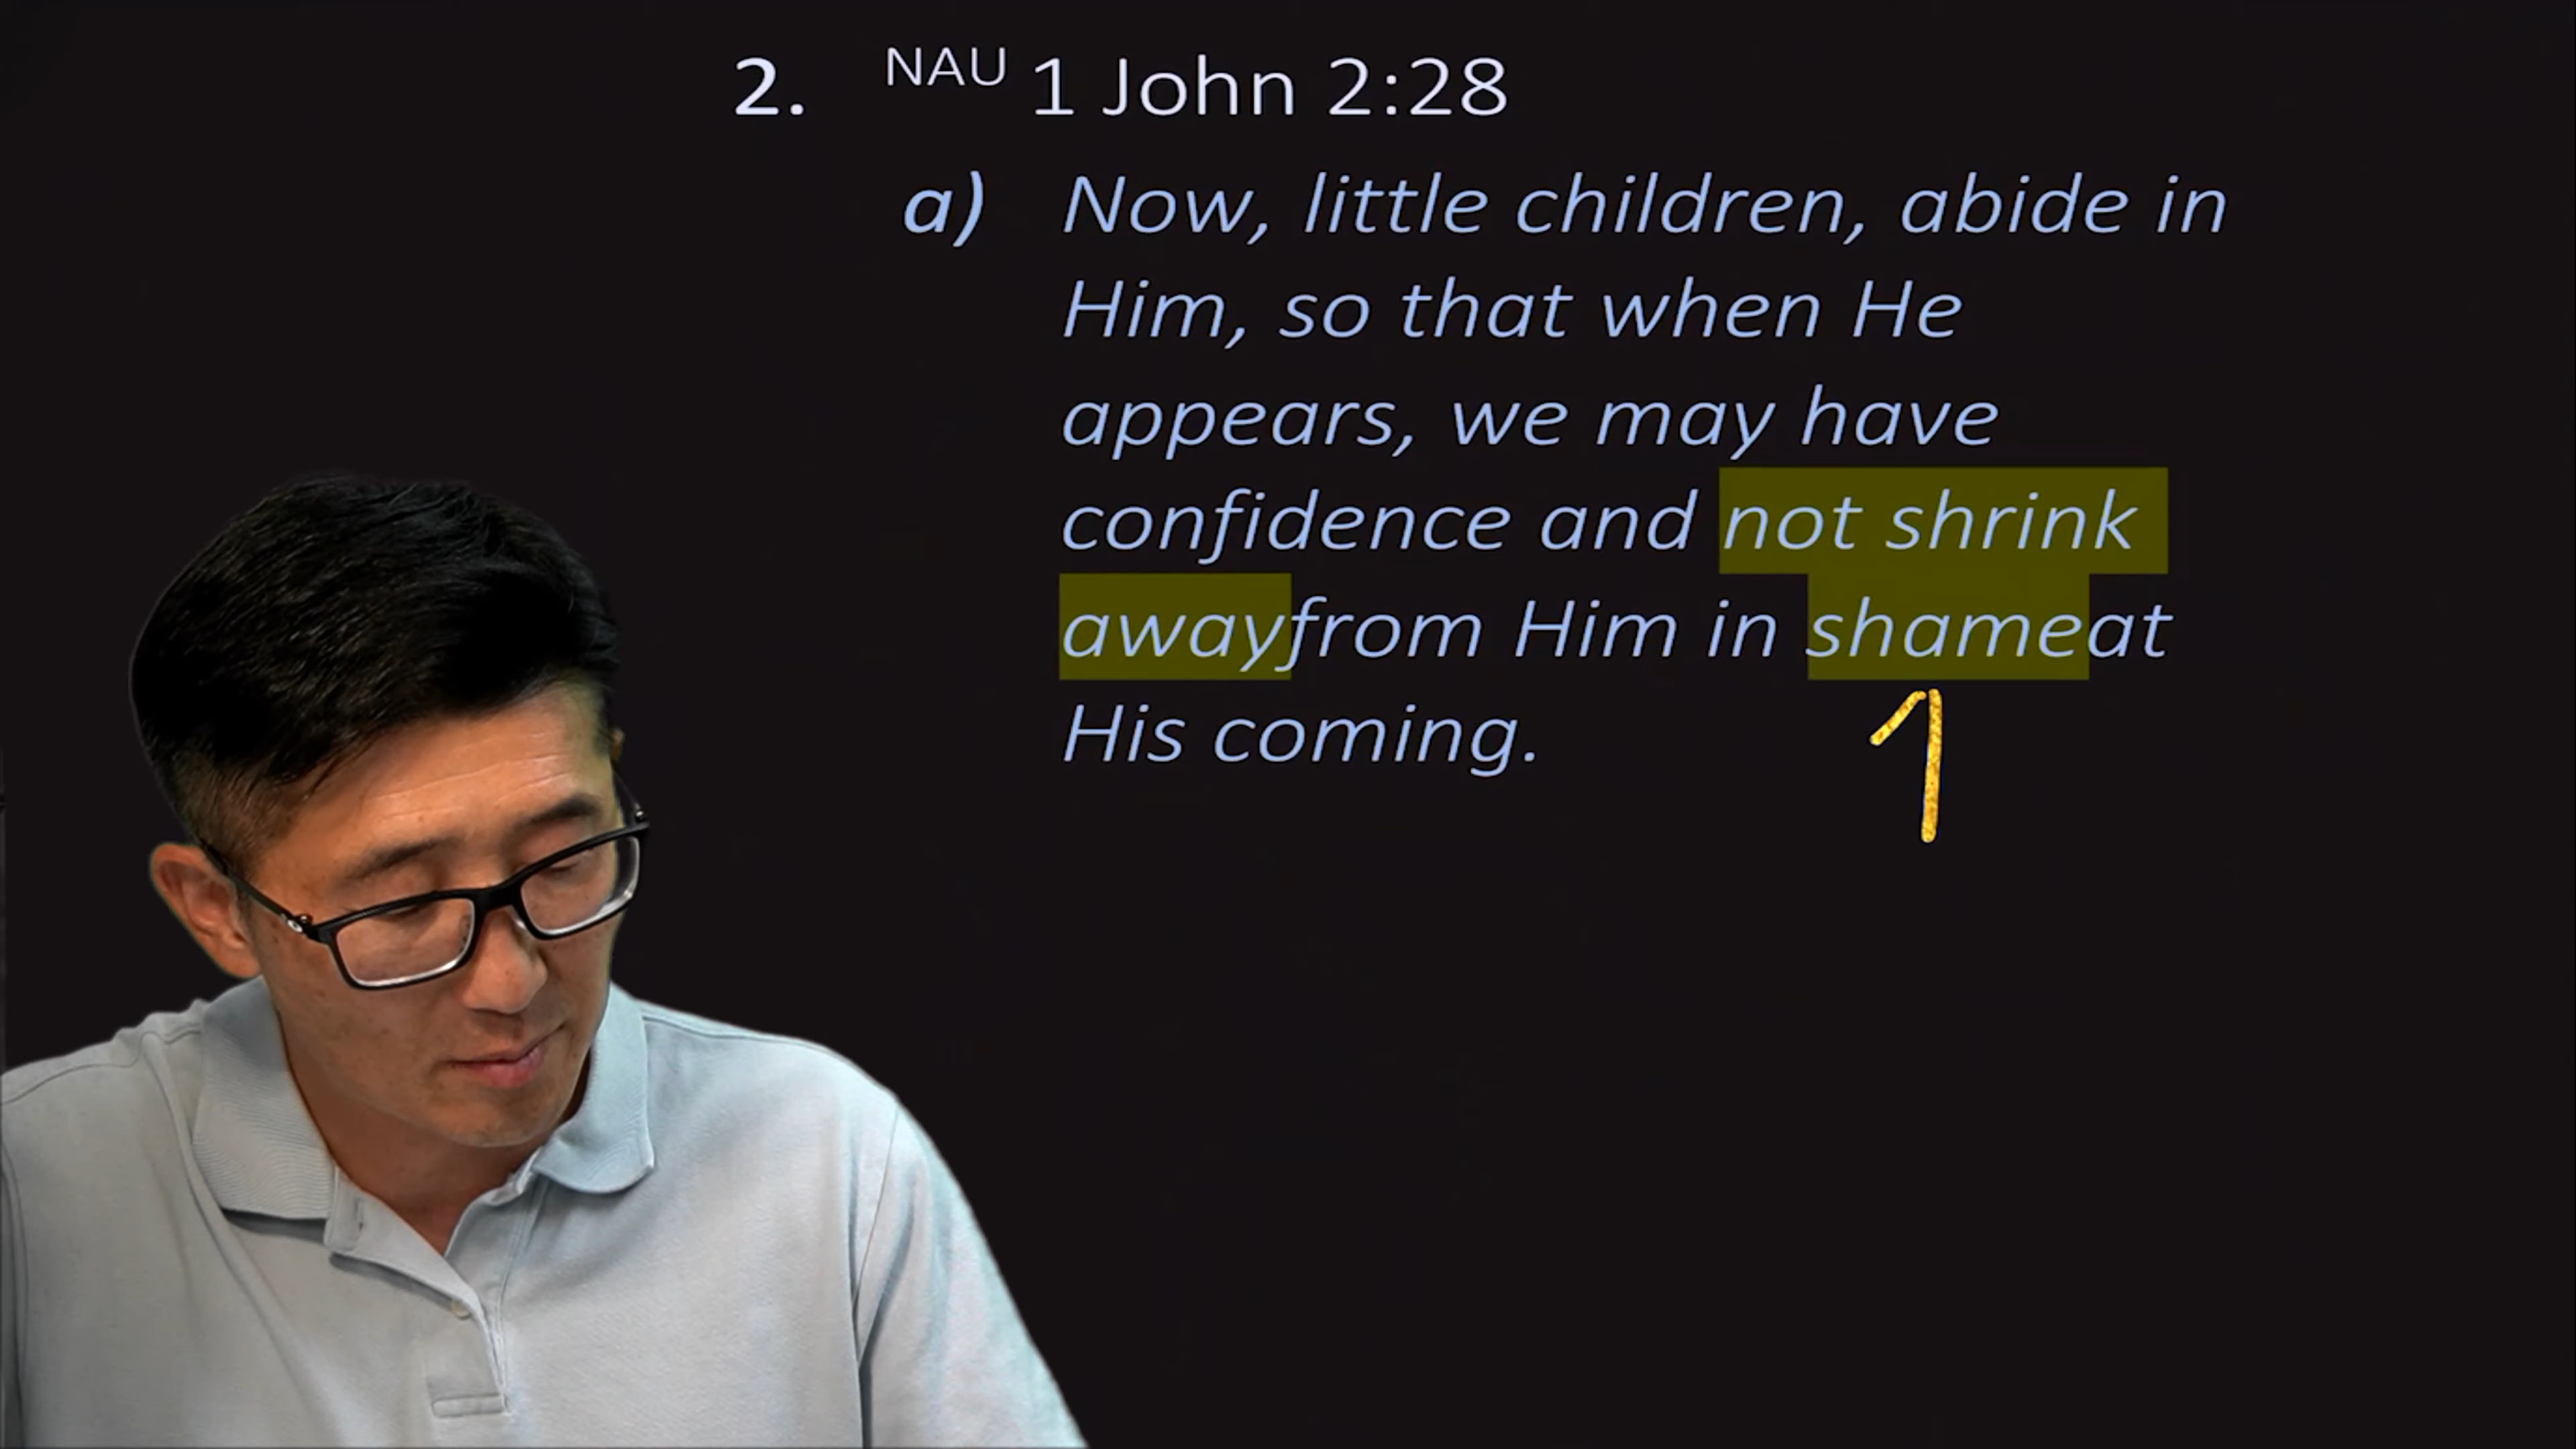 2. NAU 1 John 2:28
a) Now, little children, abide in
Him, so that when He
appears, we may have
confidence and not shrink
awayfrom Him in shameat
His coming.
1